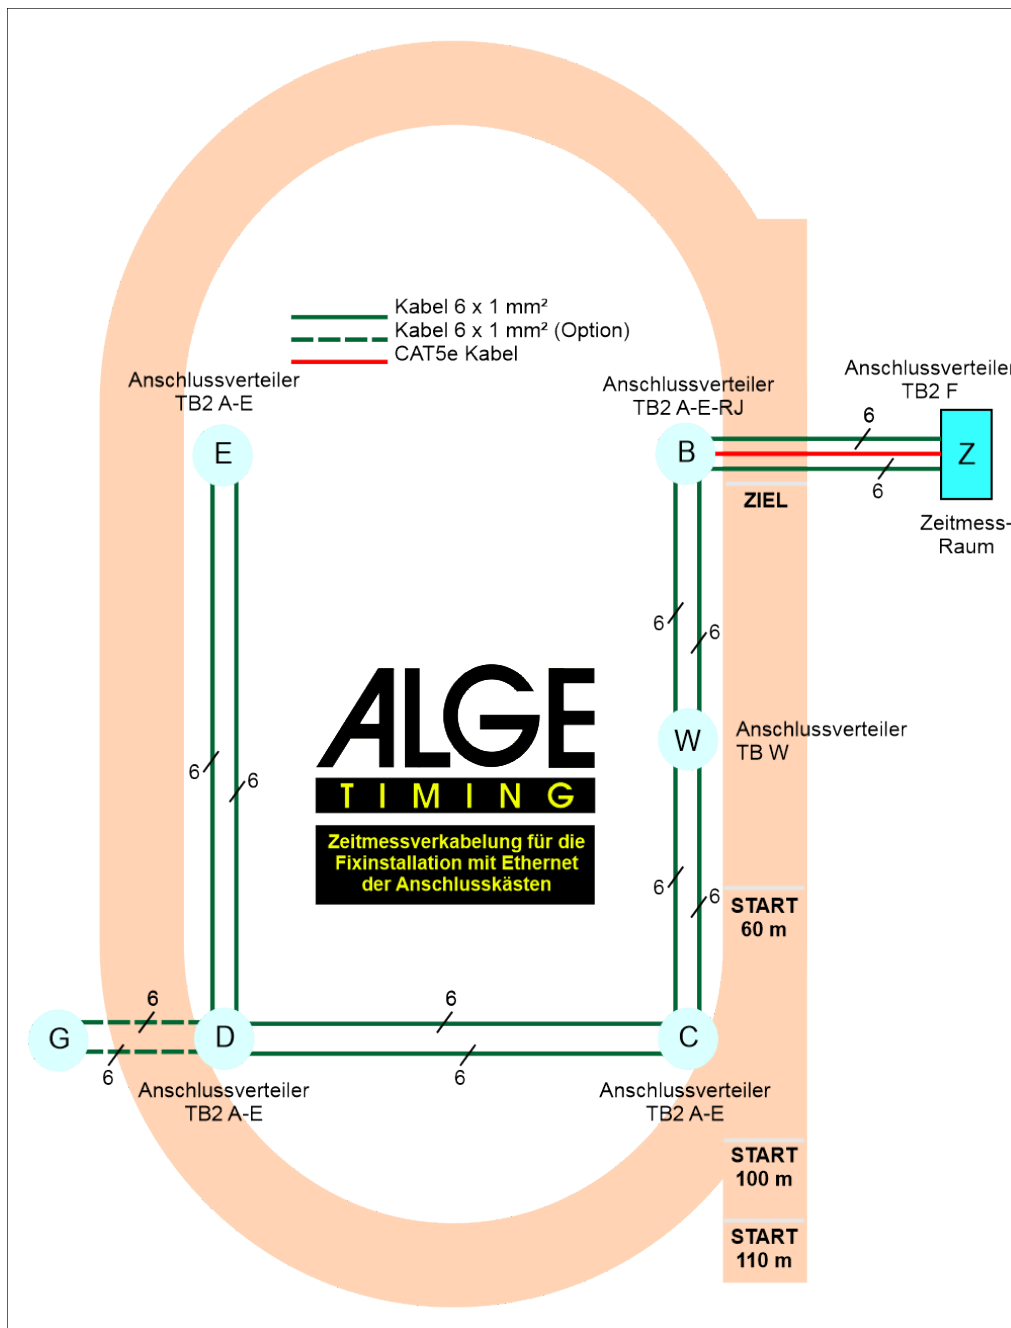 Kabel 6 x 1 mm²
Kabel 6 x 1 mm² (Option)
CAT5e Kabel
Anschlussverteiler
TB2 A-E
E
Anschlussverteiler
TB2 A-E-RJ
B
Anschlussverteiler
TB2 F
6
6
Z
Zeitmess-
Raum
ZIEL
6
6
W
Anschlussverteiler
TB W
ALGE
TIMING
Zeitmessverkabelung für die
Fixinstallation mit Ethernet
der Anschlusskästen
6
6
6
6
START
60 m
6
6
G
D
6
6
C
Anschlussverteiler
TB2 A-E
Anschlussverteiler
TB2 A-E
START
100 m
START
110 m